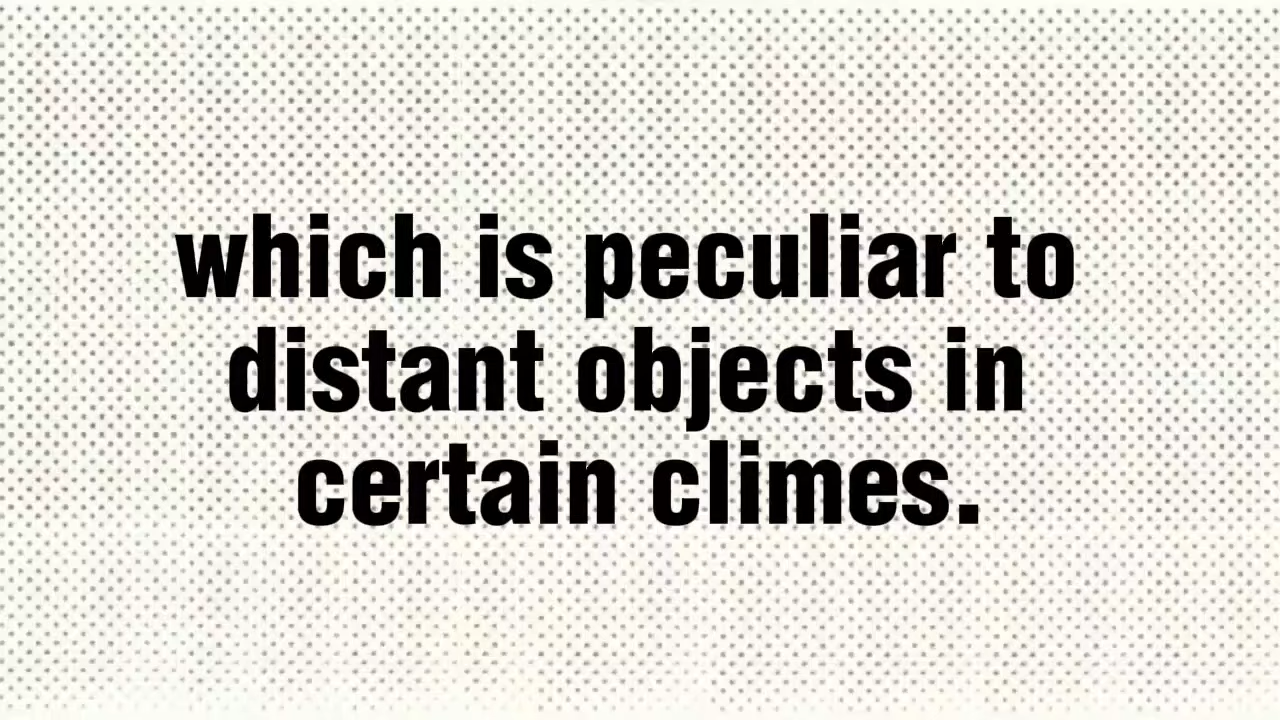 which is peculiar to
distant objects in
certain climes.